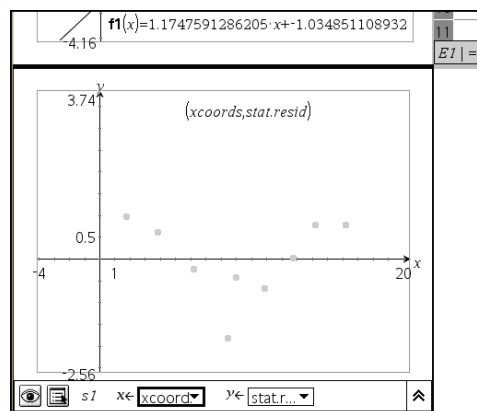 f1(x)=1.1747591286205·x+-1.034851108932
-4.16
11
E1 | =
y
3.74
(xcoords,stat.resid)
0.5
x
-4
1
20
-2.56
s1 x← xcoord▾ y← stat.r... ▾